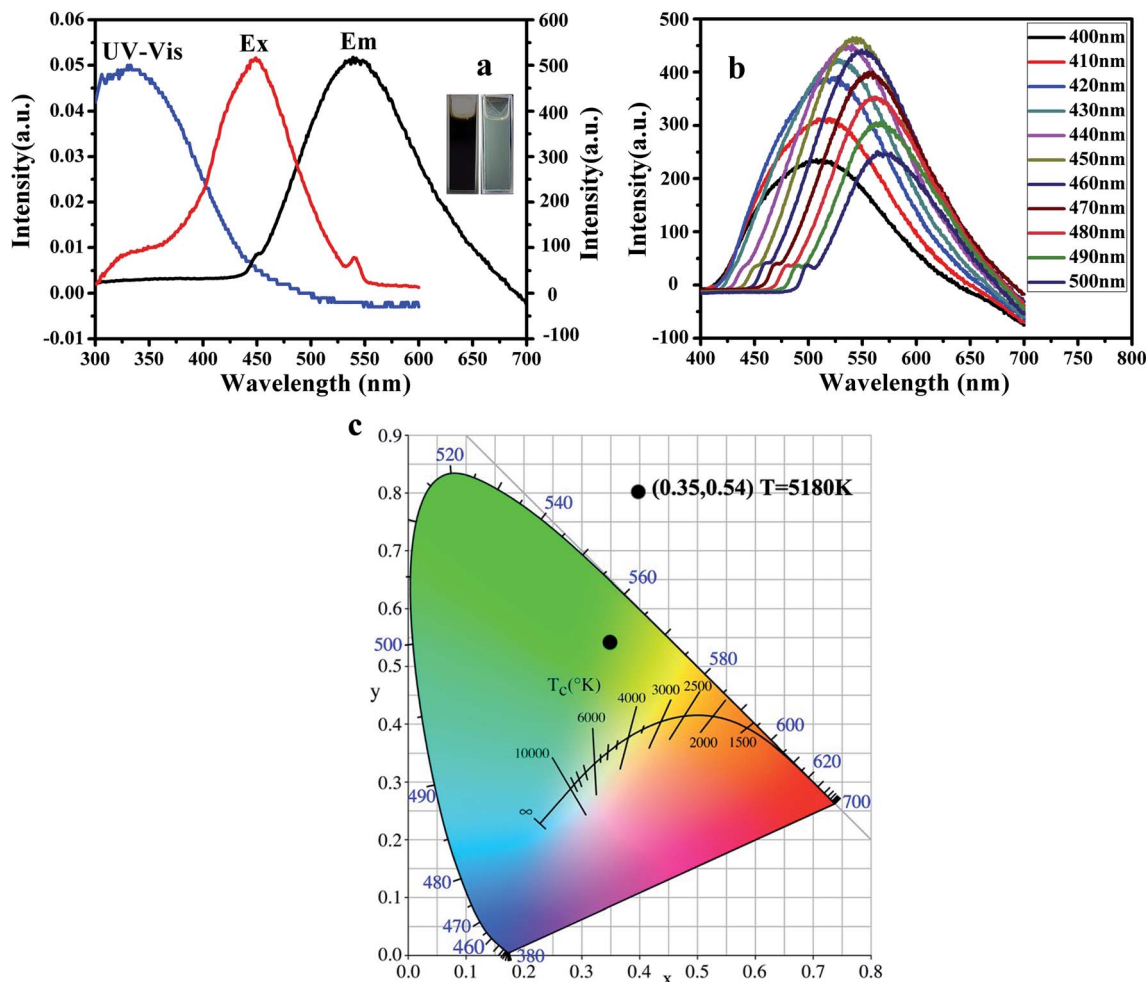 0.06
0.05
0.04
0.03
0.02
0.01
0.00
-0.01
Intensity(a.u.)
UV-Vis
Ex
Em
a
600
500
400
300
200
100
0
-100
Intensity(a.u.)
300 350 400 450 500 550 600 650 700
Wavelength (nm)
500
400
300
200
100
0
-100
Intensity(a.u.)
b
400nm
410nm
420nm
430nm
440nm
450nm
460nm
470nm
480nm
490nm
500nm
400 450 500 550 600 650 700 750 800
Wavelength (nm)
c
0.9
0.8
0.7
0.6
0.5
0.4
0.3
0.2
0.1
0.0
y
(0.35,0.54) T=5180K
520
540
560
500
580
600
620
700
490
480
470
460
380
Tc(°K)
∞
10000
6000
4000
3000
2500
2000
1500
0.0 0.1 0.2 0.3 0.4 0.5 0.6 0.7 0.8
x